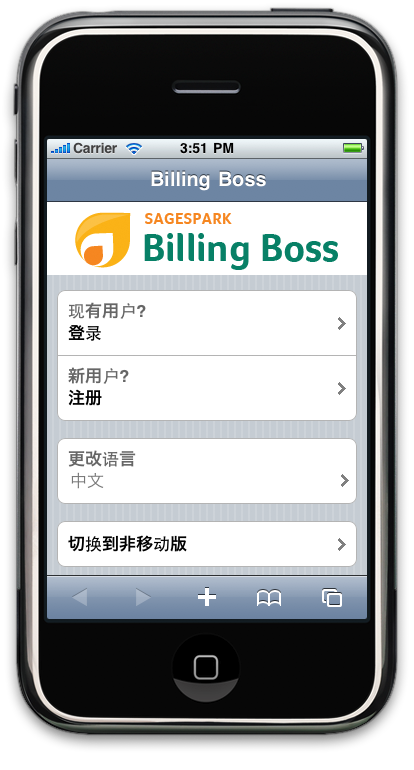 Carrier 3:51 PM
Billing Boss
SAGESPARK
Billing Boss
现有用户?
登录
新用户?
注册
更改语言
中文
切换到非移动版